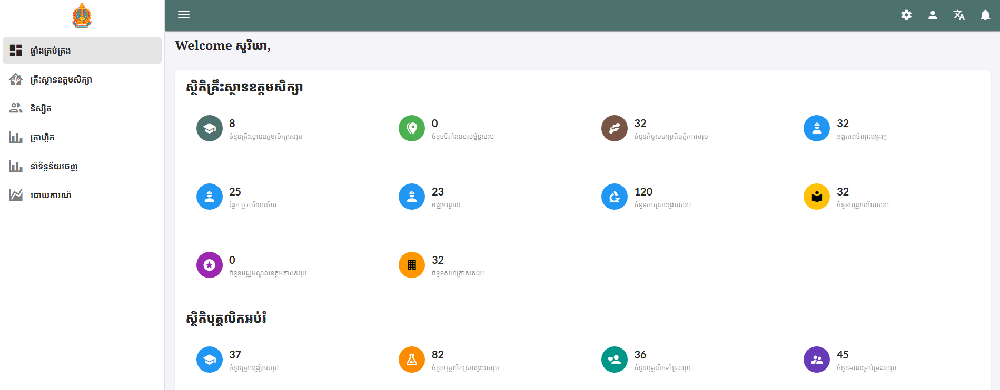 ផ្ទាំងគ្រប់គ្រង
គ្រឹះស្ថានឧត្តមសិក្សា
និស្សិត
ក្រាហ្វិក
នាំទិន្នន័យចេញ
របាយការណ៍
Welcome សូរិយា,
ស្ថិតិគ្រឹះស្ថានឧត្តមសិក្សា
8
ចំនួនគ្រឹះស្ថានឧត្តមសិក្សាសរុប
0
ចំនួនទីតាំងឧបសម្ព័ន្ធសរុប
32
ចំនួនកិច្ចសហប្រតិបត្តិការសរុប
32
អង្គភាពចំណុះផ្សេងៗ
25
ផ្នែក ឬ ការិយាល័យ
23
មជ្ឈមណ្ឌល
120
ចំនួនការស្រាវជ្រាវសរុប
32
ចំនួនបណ្ណាល័យសរុប
0
ចំនួនមជ្ឈមណ្ឌលឧត្តមភាពសរុប
32
ចំនួនសហគ្រាសសរុប
ស្ថិតិបុគ្គលិកអប់រំ
37
ចំនួនគ្រូបង្រៀនសរុប
82
ចំនួនបុគ្គលិកស្រាវជ្រាវសរុប
36
ចំនួនបុគ្គលិកគាំទ្រសរុប
45
ចំនួនគណៈគ្រប់គ្រងសរុប